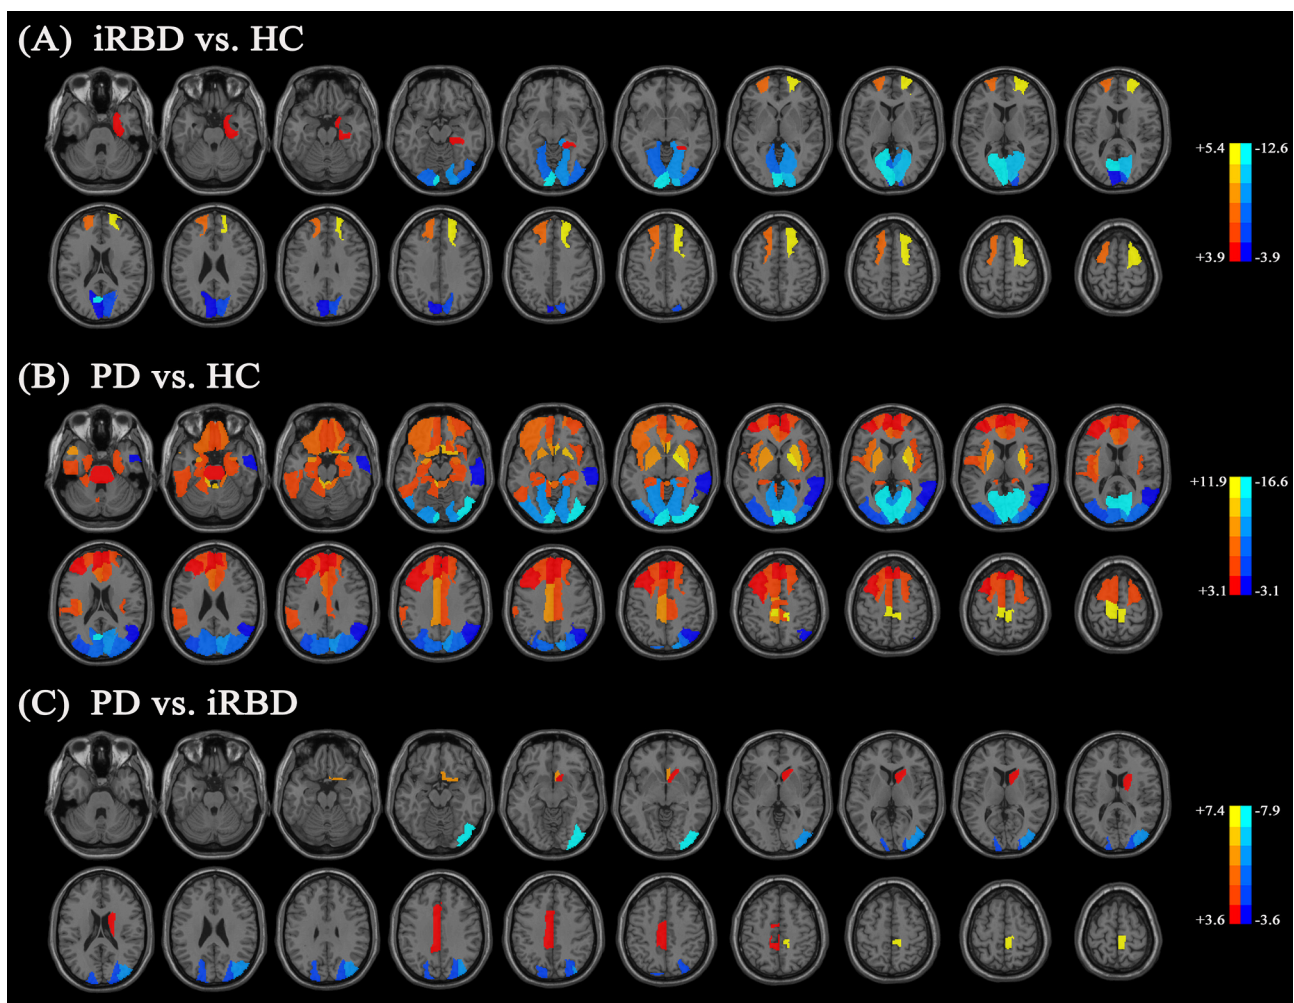 (A) iRBD vs. HC
+5.4 -12.6
+3.9 -3.9
(B) PD vs. HC
+11.9 -16.6
+3.1 -3.1
(C) PD vs. iRBD
+7.4 -7.9
+3.6 -3.6